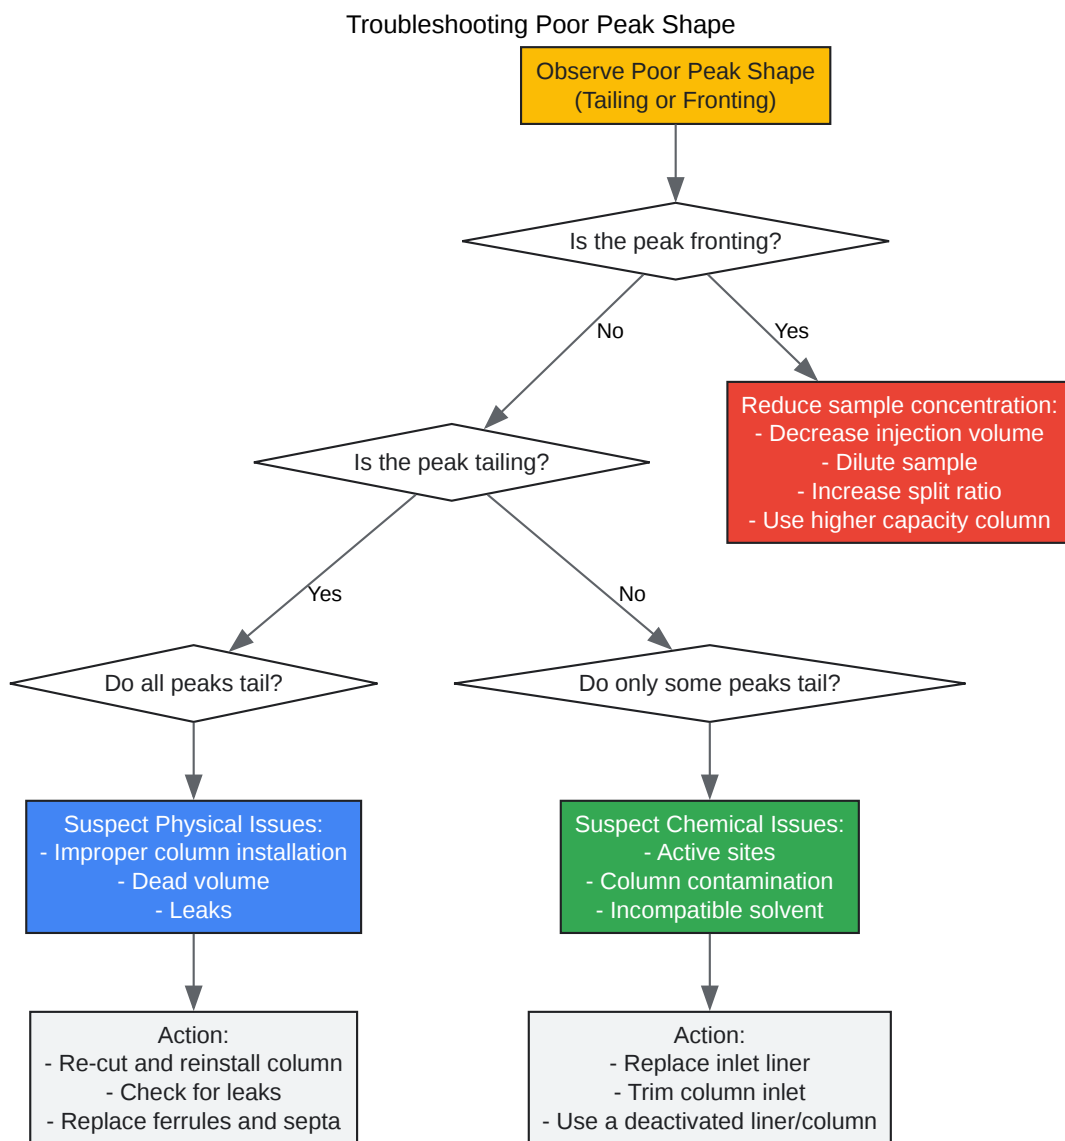 Troubleshooting Poor Peak Shape
Observe Poor Peak Shape
(Tailing or Fronting)
Is the peak fronting?
No
Yes
Reduce sample concentration:
- Decrease injection volume
- Dilute sample
- Increase split ratio
- Use higher capacity column
Is the peak tailing?
Yes
No
Do all peaks tail?
Do only some peaks tail?
Suspect Physical Issues:
- Improper column installation
- Dead volume
- Leaks
Suspect Chemical Issues:
- Active sites
- Column contamination
- Incompatible solvent
Action:
- Re-cut and reinstall column
- Check for leaks
- Replace ferrules and septa
Action:
- Replace inlet liner
- Trim column inlet
- Use a deactivated liner/column